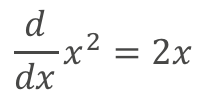 d/dx x² = 2x